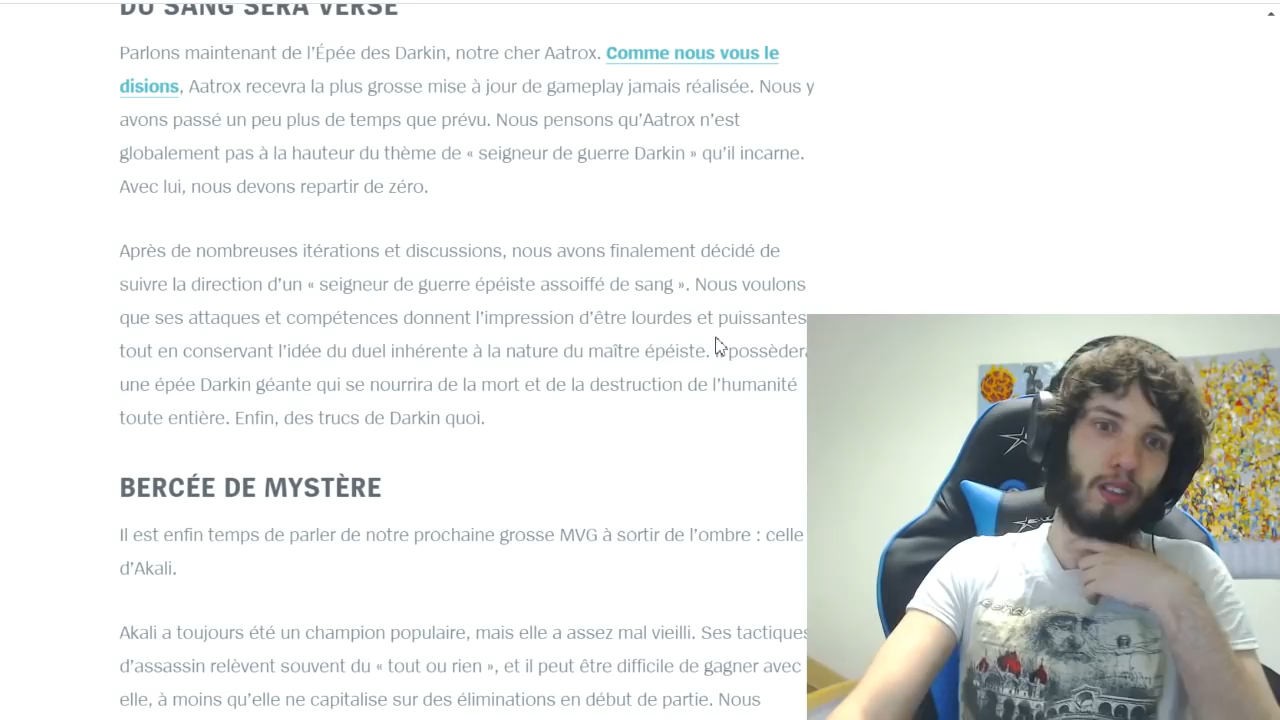 DU SANG SERA VERSÉ
Parlons maintenant de l’Épée des Darkin, notre cher Aatrox. Comme nous vous le
disions, Aatrox recevra la plus grosse mise à jour de gameplay jamais réalisée. Nous y
avons passé un peu plus de temps que prévu. Nous pensons qu’Aatrox n’est
globalement pas à la hauteur du thème de « seigneur de guerre Darkin » qu’il incarne.
Avec lui, nous devons repartir de zéro.
Après de nombreuses itérations et discussions, nous avons finalement décidé de
suivre la direction d’un « seigneur de guerre épéiste assoiffé de sang ». Nous voulons
que ses attaques et compétences donnent l’impression d’être lourdes et puissantes
tout en conservant l’idée du duel inhérente à la nature du maître épéiste. possèdera
une épée Darkin géante qui se nourrira de la mort et de la destruction de l’humanité
toute entière. Enfin, des trucs de Darkin quoi.
BERCÉE DE MYSTÈRE
Il est enfin temps de parler de notre prochaine grosse MVG à sortir de l’ombre : celle
d’Akali.
Akali a toujours été un champion populaire, mais elle a assez mal vieilli. Ses tactiques
d’assassin relèvent souvent du « tout ou rien », et il peut être difficile de gagner avec
elle, à moins qu’elle ne capitalise sur des éliminations en début de partie. Nous